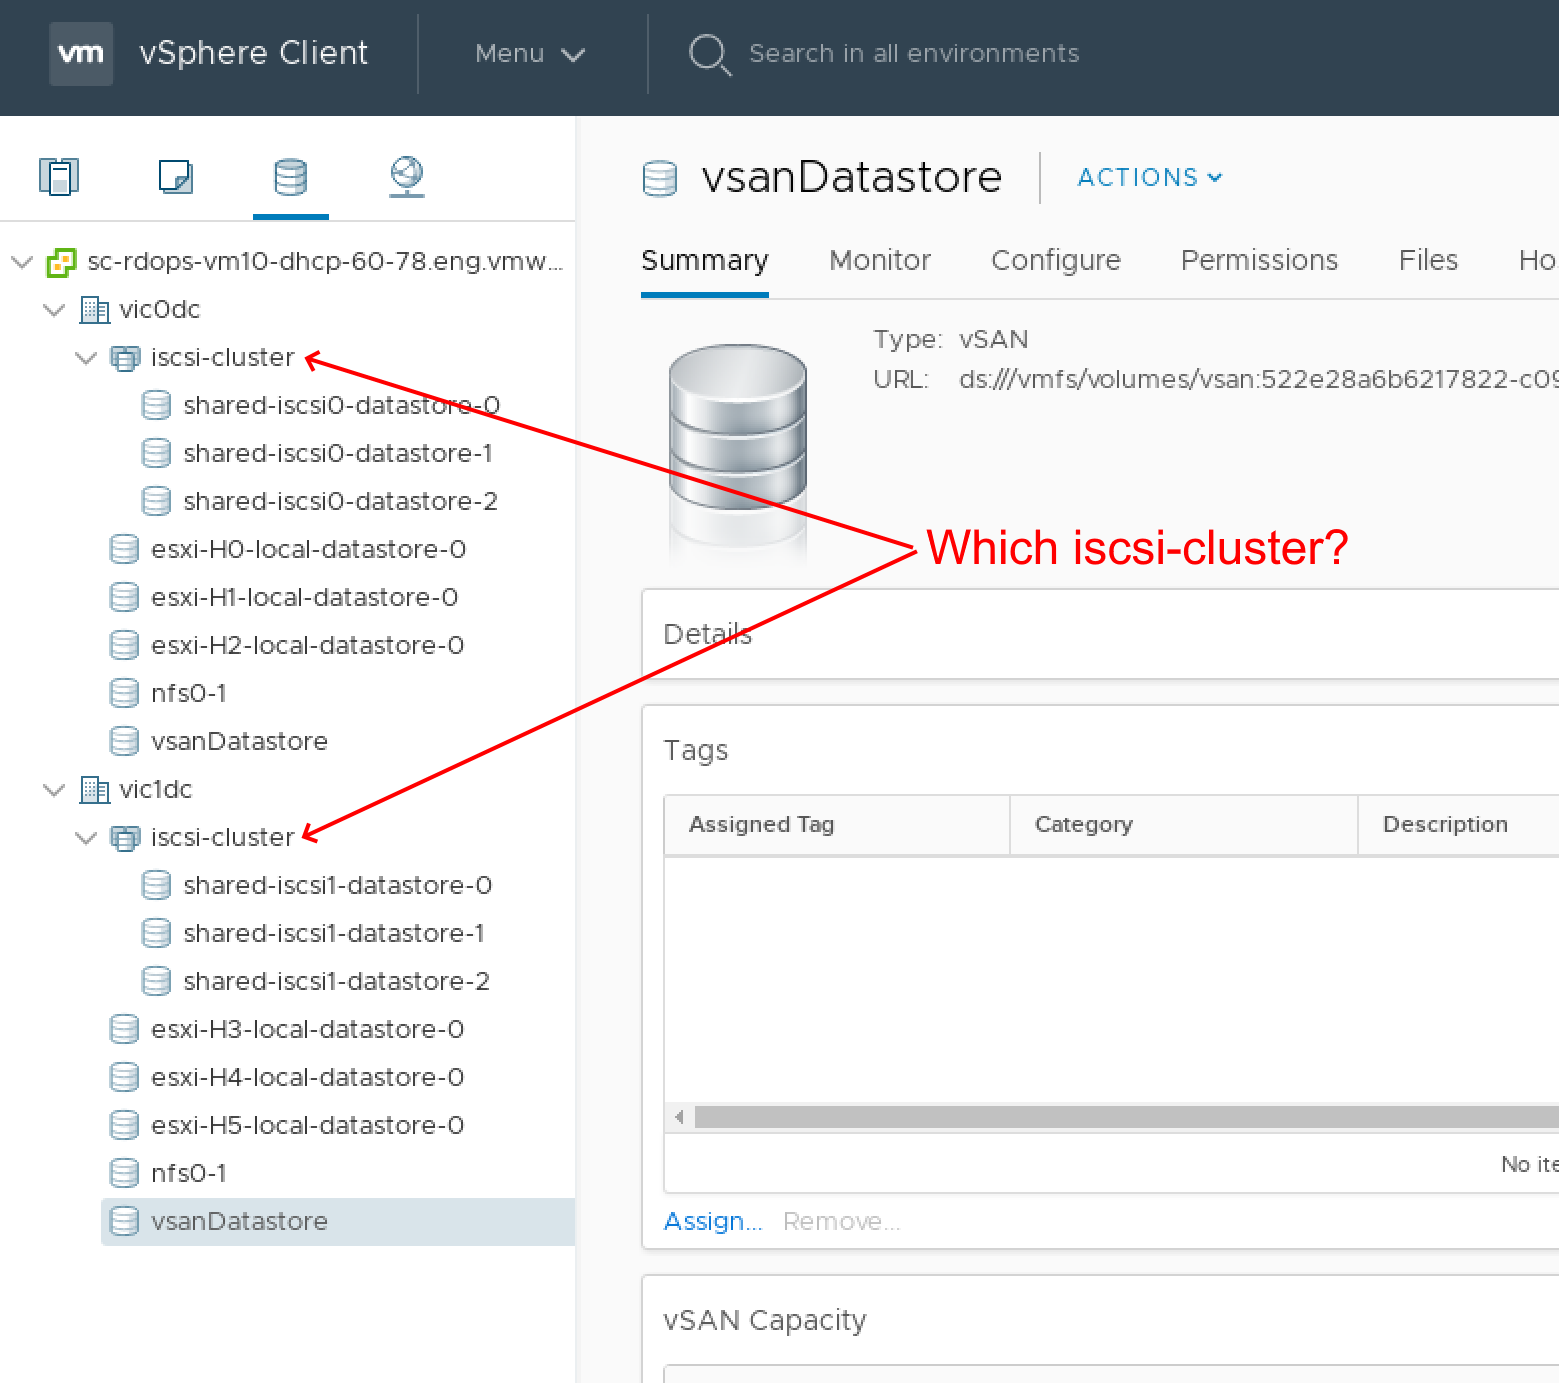 vm vSphere Client Menu Search in all environments
vsanDatastore ACTIONS
Summary Monitor Configure Permissions Files Ho
sc-rdops-vm10-dhcp-60-78.eng.vmw...
vic0dc
iscsi-cluster
shared-iscsi0-datastore-0
shared-iscsi0-datastore-1
shared-iscsi0-datastore-2
esxi-H0-local-datastore-0
esxi-H1-local-datastore-0
esxi-H2-local-datastore-0
nfs0-1
vsanDatastore
vic1dc
iscsi-cluster
shared-iscsi1-datastore-0
shared-iscsi1-datastore-1
shared-iscsi1-datastore-2
esxi-H3-local-datastore-0
esxi-H4-local-datastore-0
esxi-H5-local-datastore-0
nfs0-1
vsanDatastore
Type: vSAN
URL: ds:///vmfs/volumes/vsan:522e28a6b6217822-c09
Which iscsi-cluster?
Details
Tags
Assigned Tag Category Description
No ite
Assign... Remove...
vSAN Capacity